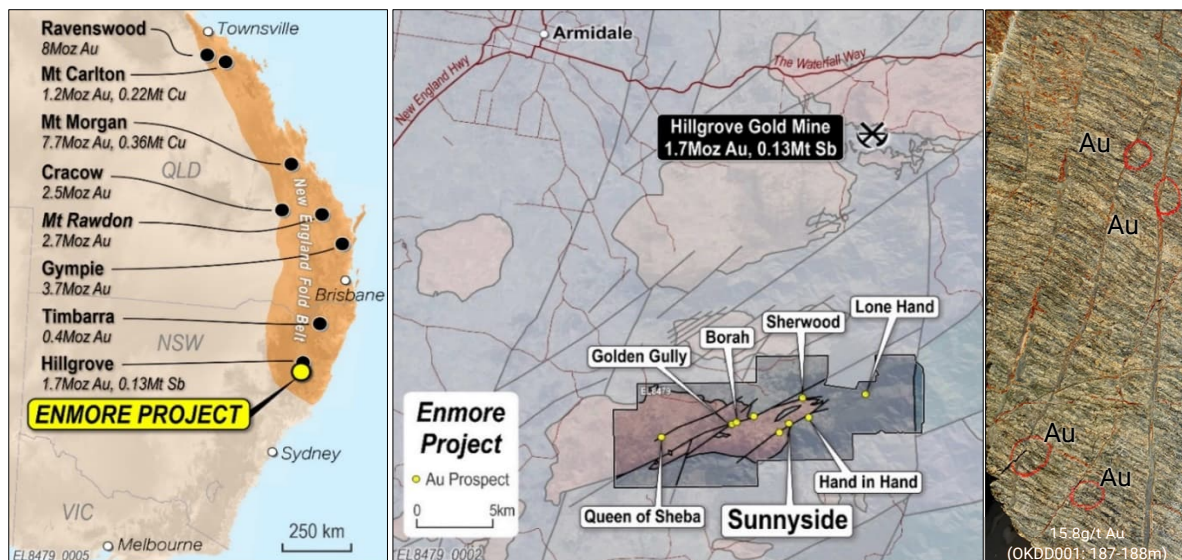 Ravenswood
8Moz Au
Mt Carlton
1.2Moz Au, 0.22Mt Cu
Mt Morgan
7.7Moz Au, 0.36Mt Cu
Cracow
2.5Moz Au
Mt Rawdon
2.7Moz Au
Gympie
3.7Moz Au
Timbarra
0.4Moz Au
Hillgrove
1.7Moz Au, 0.13Mt Sb
ENMORE PROJECT
Townsville
QLD
New England Fold Belt
Brisbane
NSW
Sydney
VIC
Melbourne
250 km
EL8479_0005
Armidale
New England Hwy
The Waterfall Way
Hillgrove Gold Mine
1.7Moz Au, 0.13Mt Sb
Lone Hand
Sherwood
Borah
Golden Gully
EL8479
Hand in Hand
Sunnyside
Queen of Sheba
Enmore
Project
Au Prospect
0 5km
EL8479_0002
Au
Au
Au
Au
15.8g/t Au
(OKDD001: 187-188m)